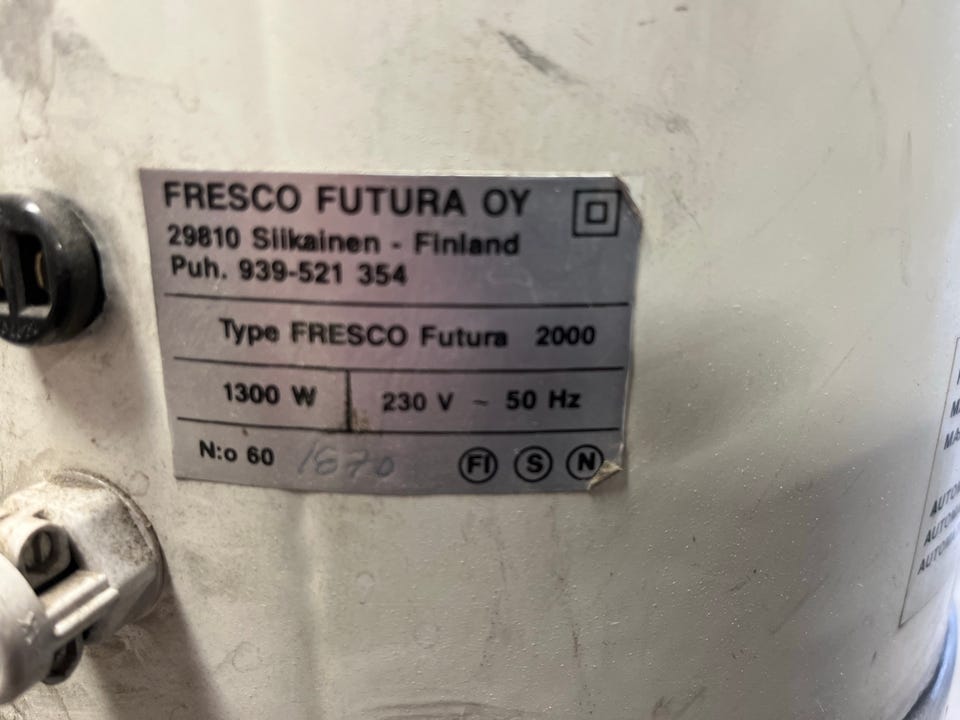 FRESCO FUTURA OY
29810 Siikainen - Finland
Puh. 939-521 354
Type FRESCO Futura 2000
1300 W
230 V ~ 50 Hz
N:o 60 1870
FI S N